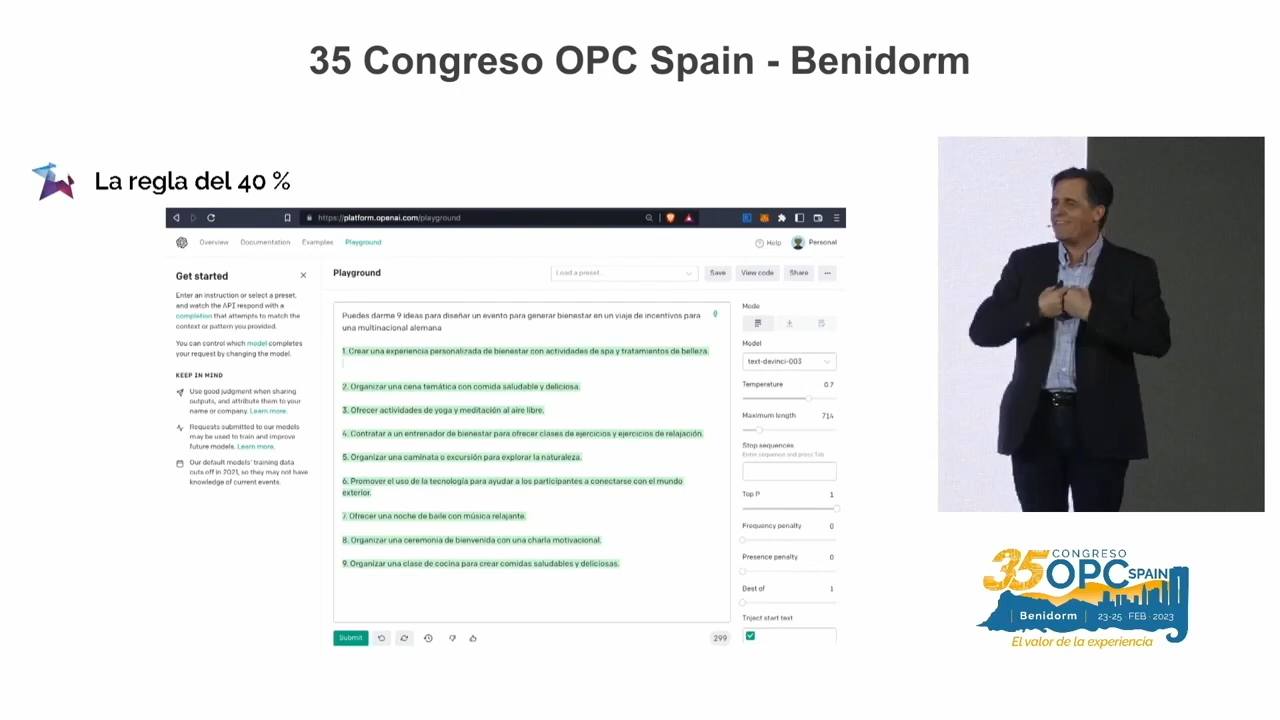 35 Congreso OPC Spain - Benidorm
La regla del 40 %
https://platform.openai.com/playground
Overview Documentation Examples Playground
Help Personal
Get started
Playground
Load a preset...
Save View code Share ...
Enter an instruction or select a preset,
and watch the API respond with a
completion that attempts to match the
context or pattern you provided.
You can control which model completes
your request by changing the model.
KEEP IN MIND
Use good judgment when sharing
outputs, and attribute them to your
name or company. Learn more.
Requests submitted to our models
may be used to train and improve
future models. Learn more.
Our default models' training data
cuts off in 2021, so they may not have
knowledge of current events.
Puedes darme 9 ideas para diseñar un evento para generar bienestar en un viaje de incentivos para
una multinacional alemana
1. Crear una experiencia personalizada de bienestar con actividades de spa y tratamientos de belleza.
2. Organizar una cena temática con comida saludable y deliciosa.
3. Ofrecer actividades de yoga y meditación al aire libre.
4. Contratar a un entrenador de bienestar para ofrecer clases de ejercicios y ejercicios de relajación.
5. Organizar una caminata o excursión para explorar la naturaleza.
6. Promover el uso de la tecnología para ayudar a los participantes a conectarse con el mundo
exterior.
7. Ofrecer una noche de baile con música relajante.
8. Organizar una ceremonia de bienvenida con una charla motivacional.
9. Organizar una clase de cocina para crear comidas saludables y deliciosas.
Submit
299
Mode
Model
text-davinci-003
Temperature 0.7
Maximum length 714
Stop sequences
Enter sequence and press Tab
Top P 1
Frequency penalty 0
Presence penalty 0
Best of 1
Inject start text
35 CONGRESO
OPC SPAIN
Benidorm 23-25 FEB · 2023
El valor de la experiencia